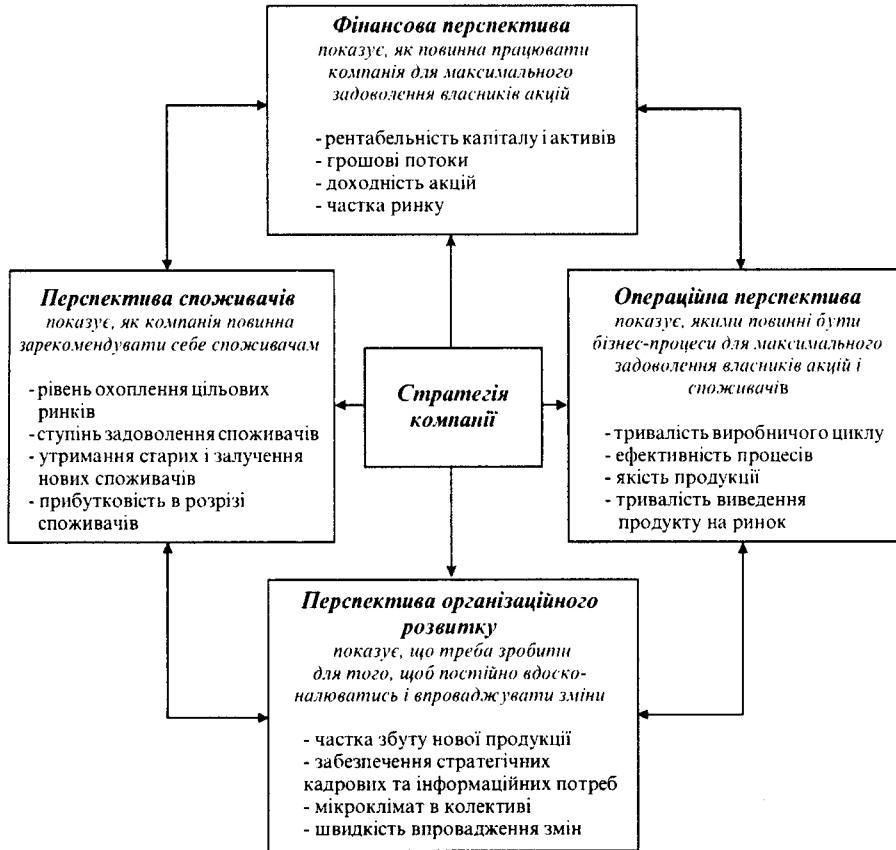 Фінансова перспектива
показує, як повинна працювати
компанія для максимального
задоволення власників акцій
- рентабельність капіталу і активів
- грошові потоки
- доходність акцій
- частка ринку
Перспектива споживачів
показує, як компанія повинна
зарекомендувати себе споживачам
- рівень охоплення цільових
ринків
- ступінь задоволення споживачів
- утримання старих і залучення
нових споживачів
- прибутковість в розрізі
споживачів
Стратегія
компанії
Операційна перспектива
показує, якими повинні бути
бізнес-процеси для максимального
задоволення власників акцій і
споживачів
- тривалість виробничого циклу
- ефективність процесів
- якість продукції
- тривалість виведення
продукту на ринок
Перспектива організаційного
розвитку
показує, що треба зробити
для того, щоб постійно вдоско-
налюватись і впроваджувати зміни
- частка збуту нової продукції
- забезпечення стратегічних
кадрових та інформаційних потреб
- мікроклімат в колективі
- швидкість впровадження змін